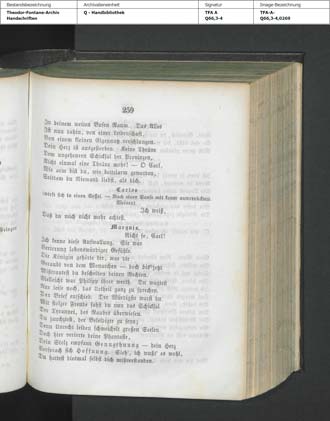 Bestandsbezeichnung
Theodor-Fontane-Archiv
Handschriften
Archivalieneinheit
Q - Handbibliothek
Signatur
TFA A
Q66,3-4
Image-Bezeichnung
TFA-A-
Q66,3-4,0269
259
In deinem weiten Busen Raum. Das Alles
Ist nun dahin, von einer Leidenschaft,
Von einem kleinen Eigennutz verschlungen.
Dein Herz ist ausgestorben. Keine Thräne
Dem ungeheuren Schicksal der Provinzen,
Nicht einmal eine Thräne mehr! — O Carl,
Wie arm bist du, wie bettelarm geworden,
Seitdem du Niemand liebst, als dich.
Carlos
wirft sich in einen Sessel. — Nach einer Pause mit kaum unterdrücktem
Weinen.
Ich weiß,
Daß du mich nicht mehr achtest.
Marquis.
Nicht so, Carl!
Ich kenne diese Aufwallung. Sie war
Verirrung lobenswürdiger Gefühle.
Die Königin gehörte dir, war dir
Geraubt von dem Monarchen — doch bis jetzt
Mißtrautest du bescheiden deinen Rechten.
Vielleicht war Philipp ihrer werth. Du wagtest
Nur leise noch, das Urtheil ganz zu sprechen.
Der Brief entschied. Der Würdigste warst du
Mit stolzer Freude sahst du nun das Schicksal
Der Tyrannei, des Raubes überwiesen
Du jauchztest, der Beleidigte zu seyn;
Denn Unrecht leiden schmeichelt großen Seelen.
Doch hier verirrte deine Phantasie,
Dein Stolz empfand Genugthuung — dein Herz
Versprach sich Hoffnung. Sieh', ich wußt' es wohl,
Du hattest diesmal selbst dich mißverstanden.